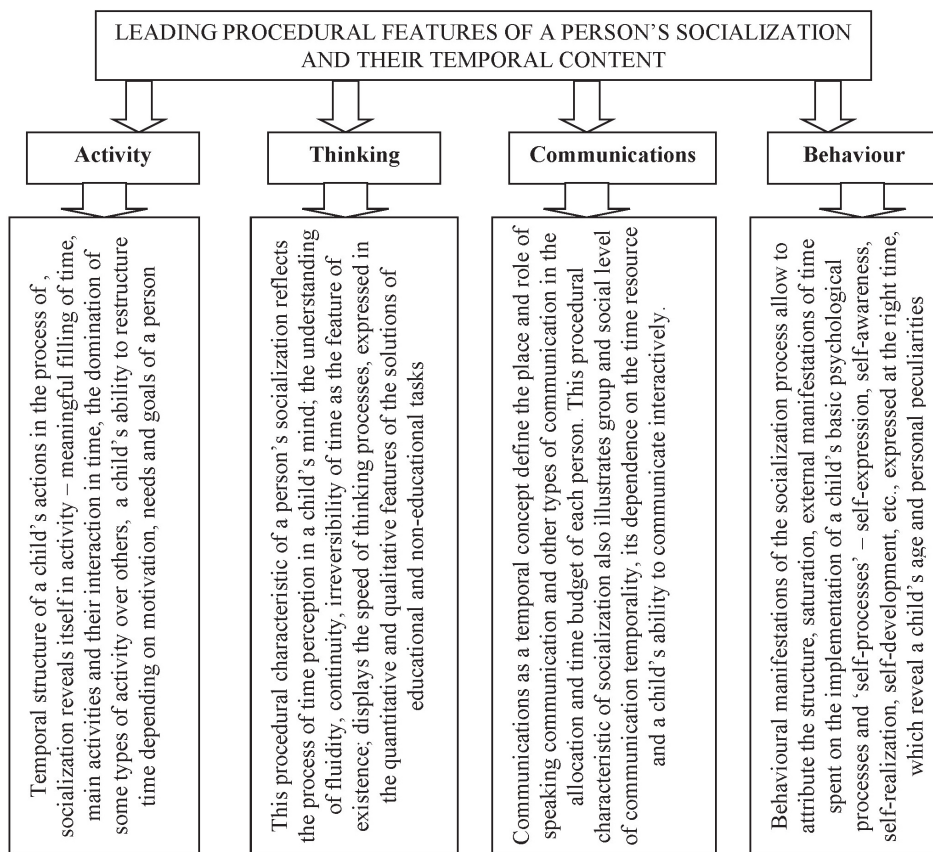 LEADING PROCEDURAL FEATURES OF A PERSON'S SOCIALIZATION
AND THEIR TEMPORAL CONTENT
Activity
Temporal structure of a child's actions in the process of ,
socialization reveals itself in activity – meaningful filling of time,
main activities and their interaction in time, the domination of
some types of activity over others, a child's ability to restructure
time depending on motivation, needs and goals of a person
Thinking
This procedural characteristic of a person's socialization reflects
the process of time perception in a child's mind; the understanding
of fluidity, continuity, irreversibility of time as the feature of
existence; displays the speed of thinking processes, expressed in
the quantitative and qualitative features of the solutions of
educational and non-educational tasks
Communications
Communications as a temporal concept define the place and role of
speaking communication and other types of communication in the
allocation and time budget of each person. This procedural
characteristic of socialization also illustrates group and social level
of communication temporality, its dependence on the time resource
and a child's ability to communicate interactively.
Behaviour
Behavioural manifestations of the socialization process allow to
attribute the structure, saturation, external manifestations of time
spent on the implementation of a child's basic psychological
processes and 'self-processes' – self-expression, self-awareness,
self-realization, self-development, etc., expressed at the right time,
which reveal a child's age and personal peculiarities